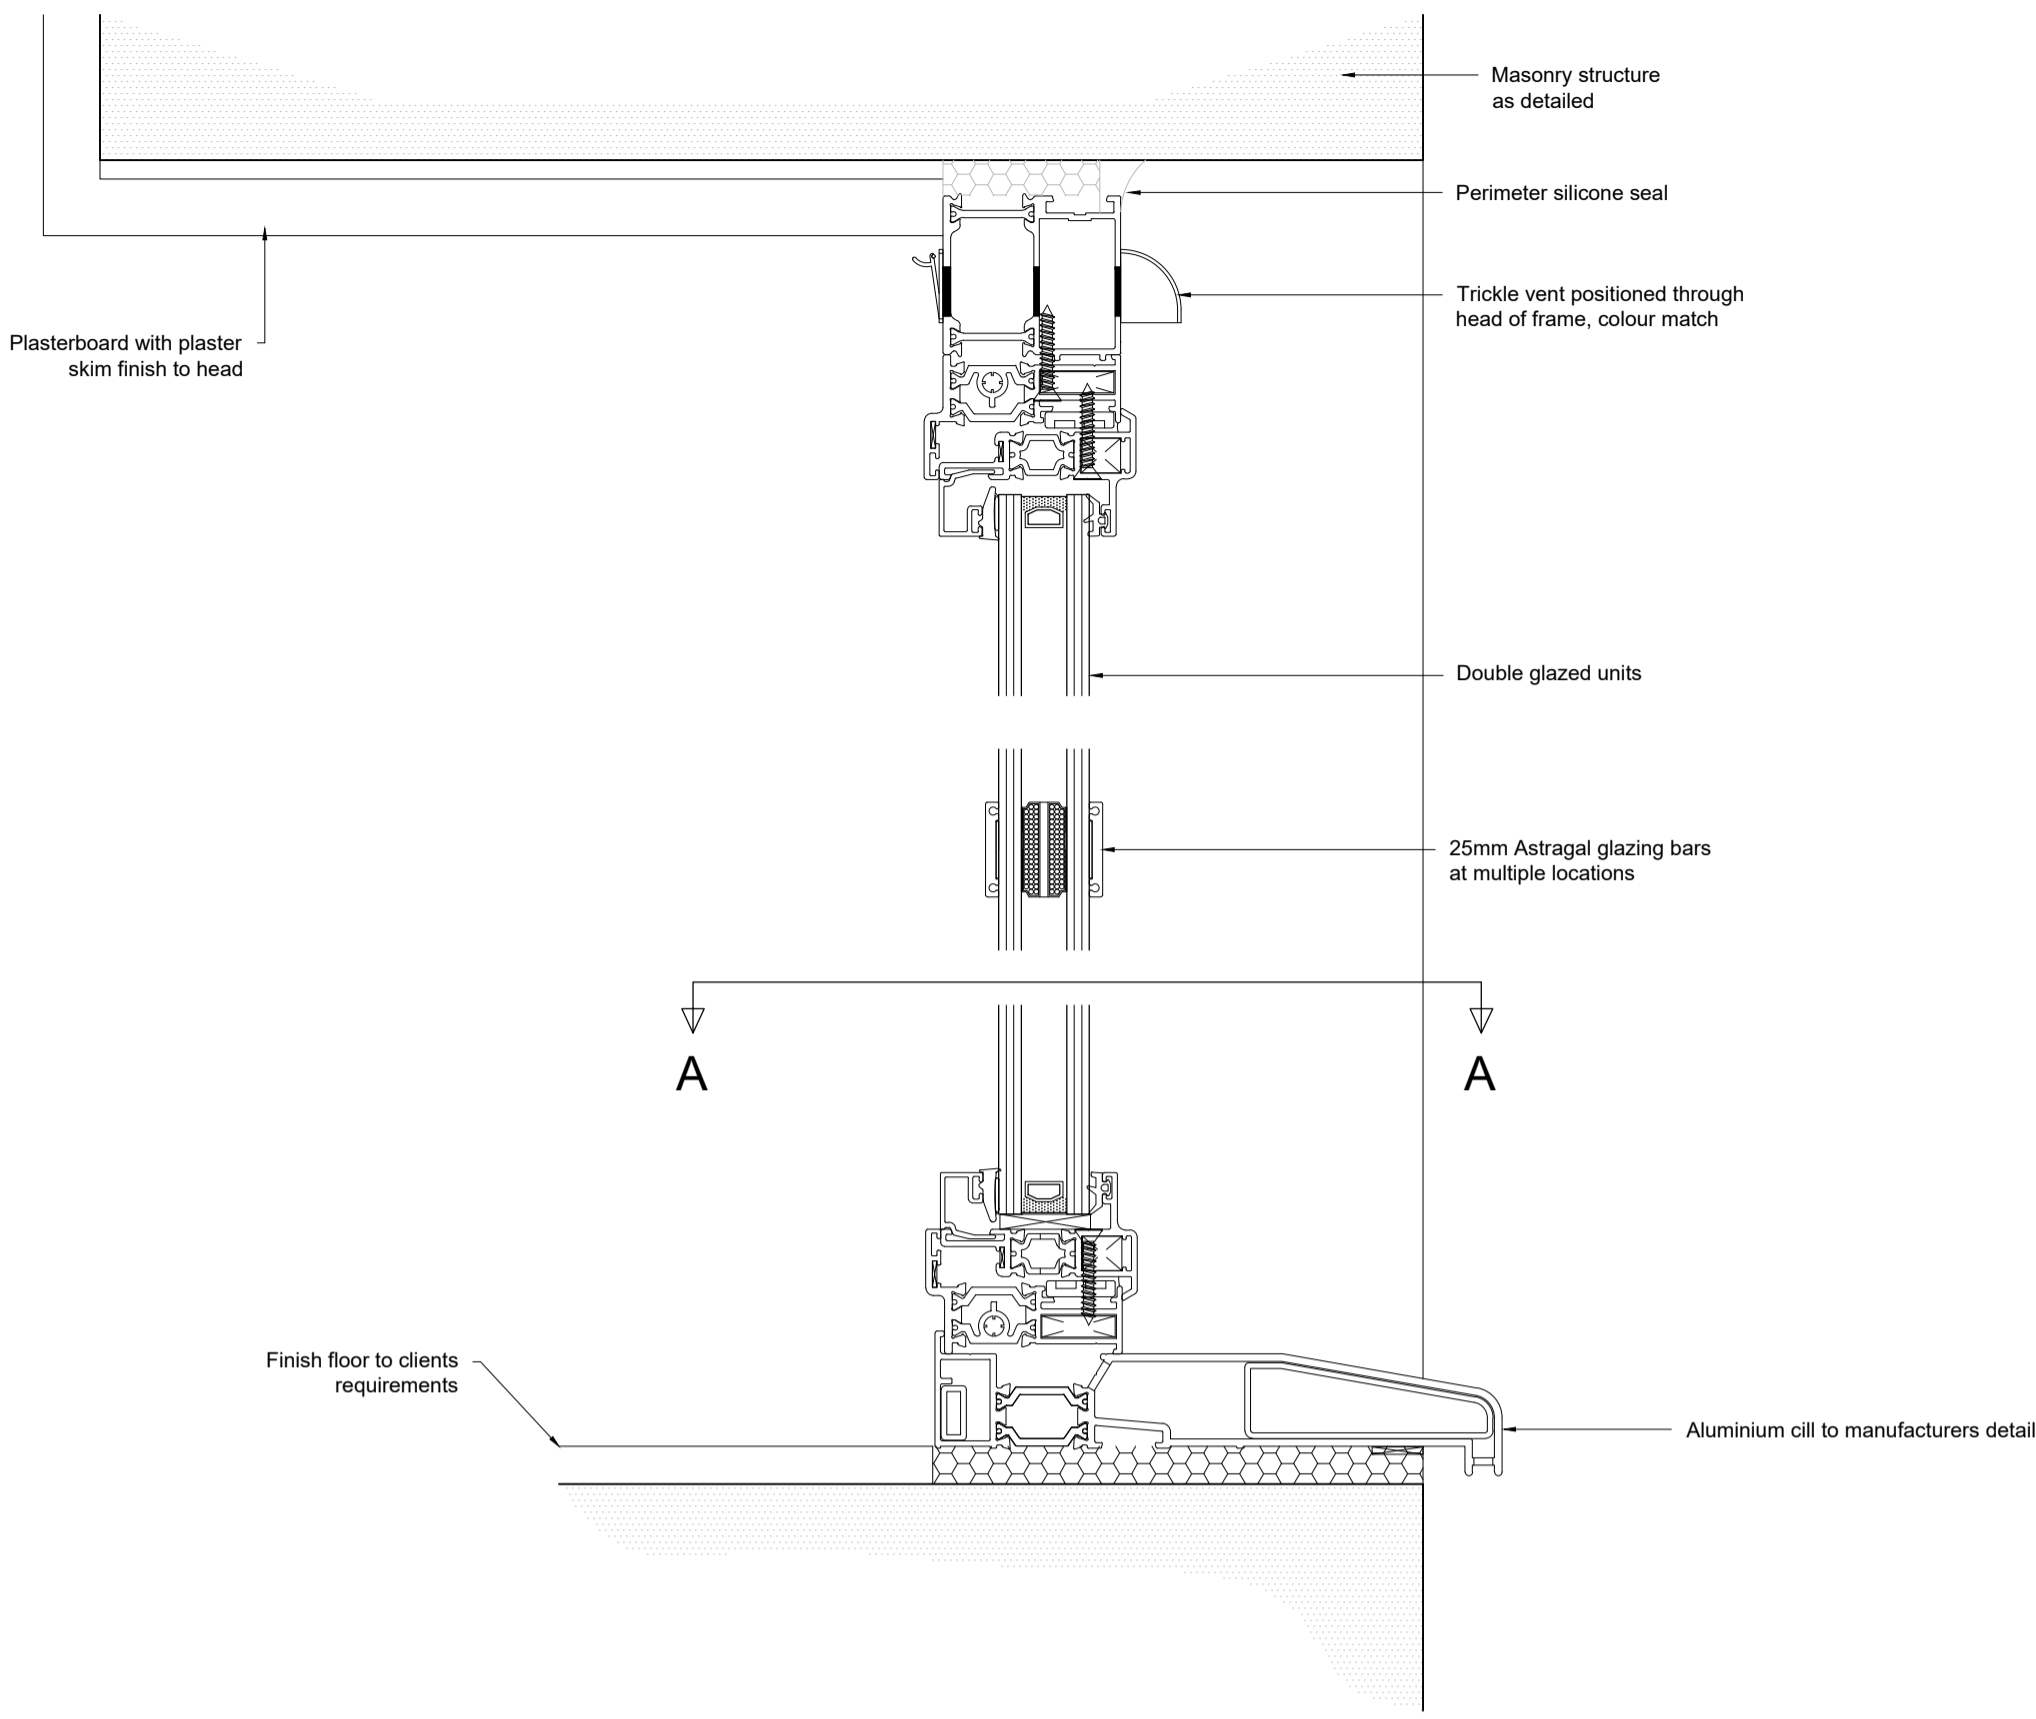 Masonry structure
as detailed
Perimeter silicone seal
Trickle vent positioned through
head of frame, colour match
Plasterboard with plaster
skim finish to head
Double glazed units
25mm Astragal glazing bars
at multiple locations
A
A
Finish floor to clients
requirements
Aluminium cill to manufacturers detail